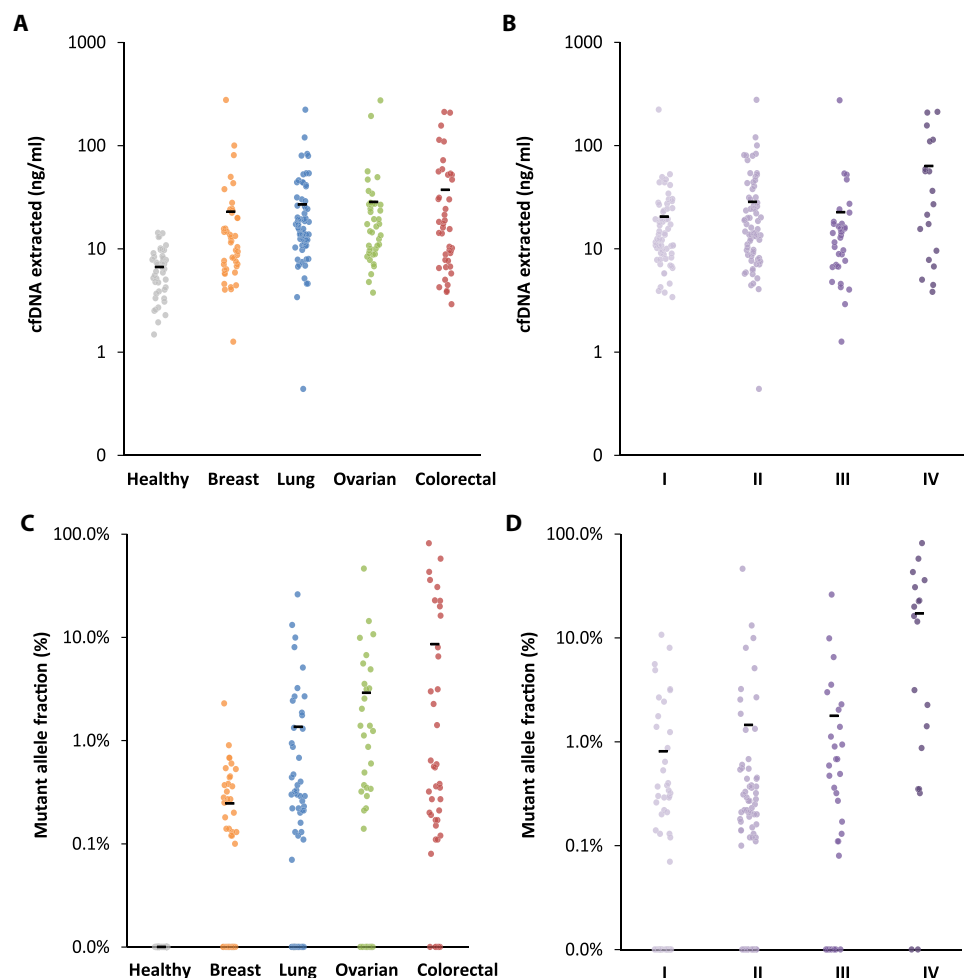 A
cfDNA extracted (ng/ml)
1000
100
10
1
0
Healthy Breast Lung Ovarian Colorectal
B
cfDNA extracted (ng/ml)
1000
100
10
1
0
I II III IV
C
Mutant allele fraction (%)
100.0%
10.0%
1.0%
0.1%
0.0%
Healthy Breast Lung Ovarian Colorectal
D
Mutant allele fraction (%)
100.0%
10.0%
1.0%
0.1%
0.0%
I II III IV